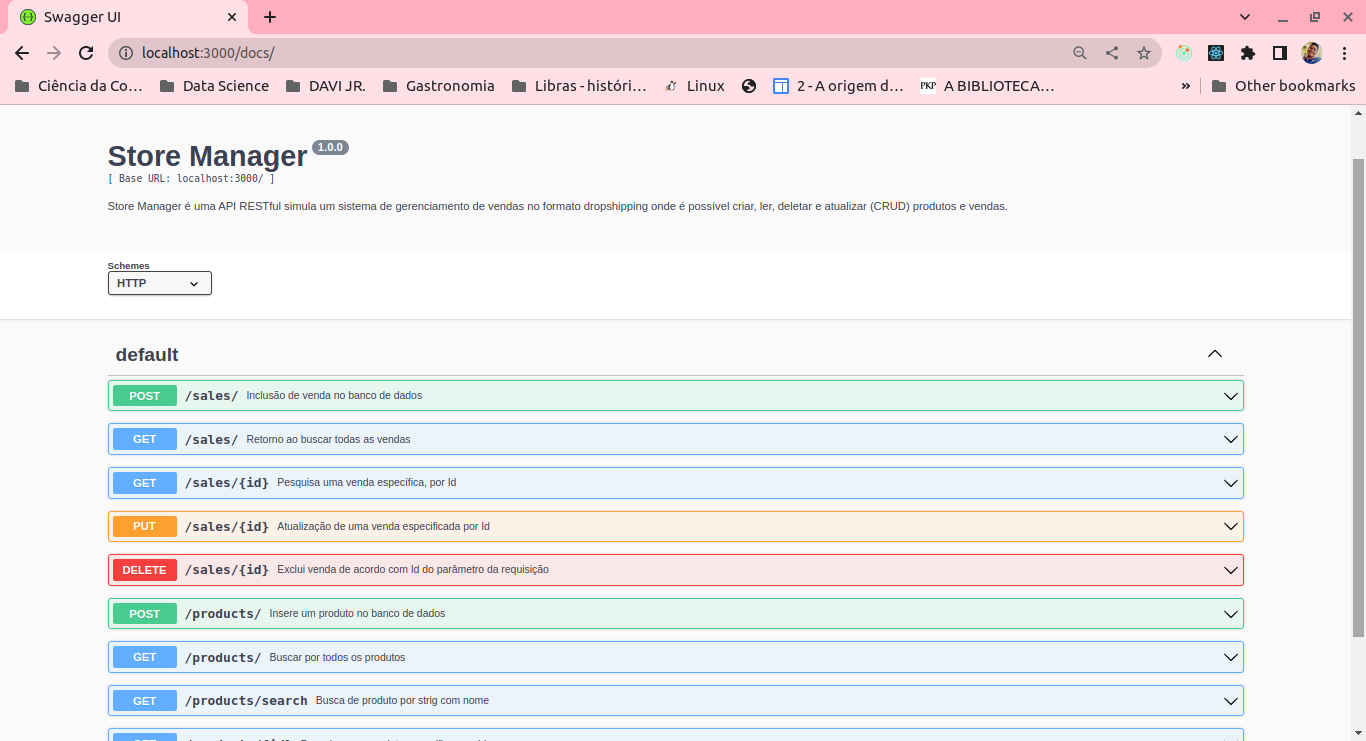 Swagger UI
localhost:3000/docs/
Ciência da Co… Data Science DAVI JR. Gastronomia Libras - históri… Linux 2 - A origem d… PKP A BIBLIOTECA… » Other bookmarks
Store Manager 1.0.0
[ Base URL: localhost:3000/ ]
Store Manager é uma API RESTful simula um sistema de gerenciamento de vendas no formato dropshipping onde é possível criar, ler, deletar e atualizar (CRUD) produtos e vendas.
Schemes
HTTP
default
POST /sales/ Inclusão de venda no banco de dados
GET /sales/ Retorno ao buscar todas as vendas
GET /sales/{id} Pesquisa uma venda específica, por Id
PUT /sales/{id} Atualização de uma venda especificada por Id
DELETE /sales/{id} Exclui venda de acordo com Id do parâmetro da requisição
POST /products/ Insere um produto no banco de dados
GET /products/ Buscar por todos os produtos
GET /products/search Busca de produto por strig com nome
GET